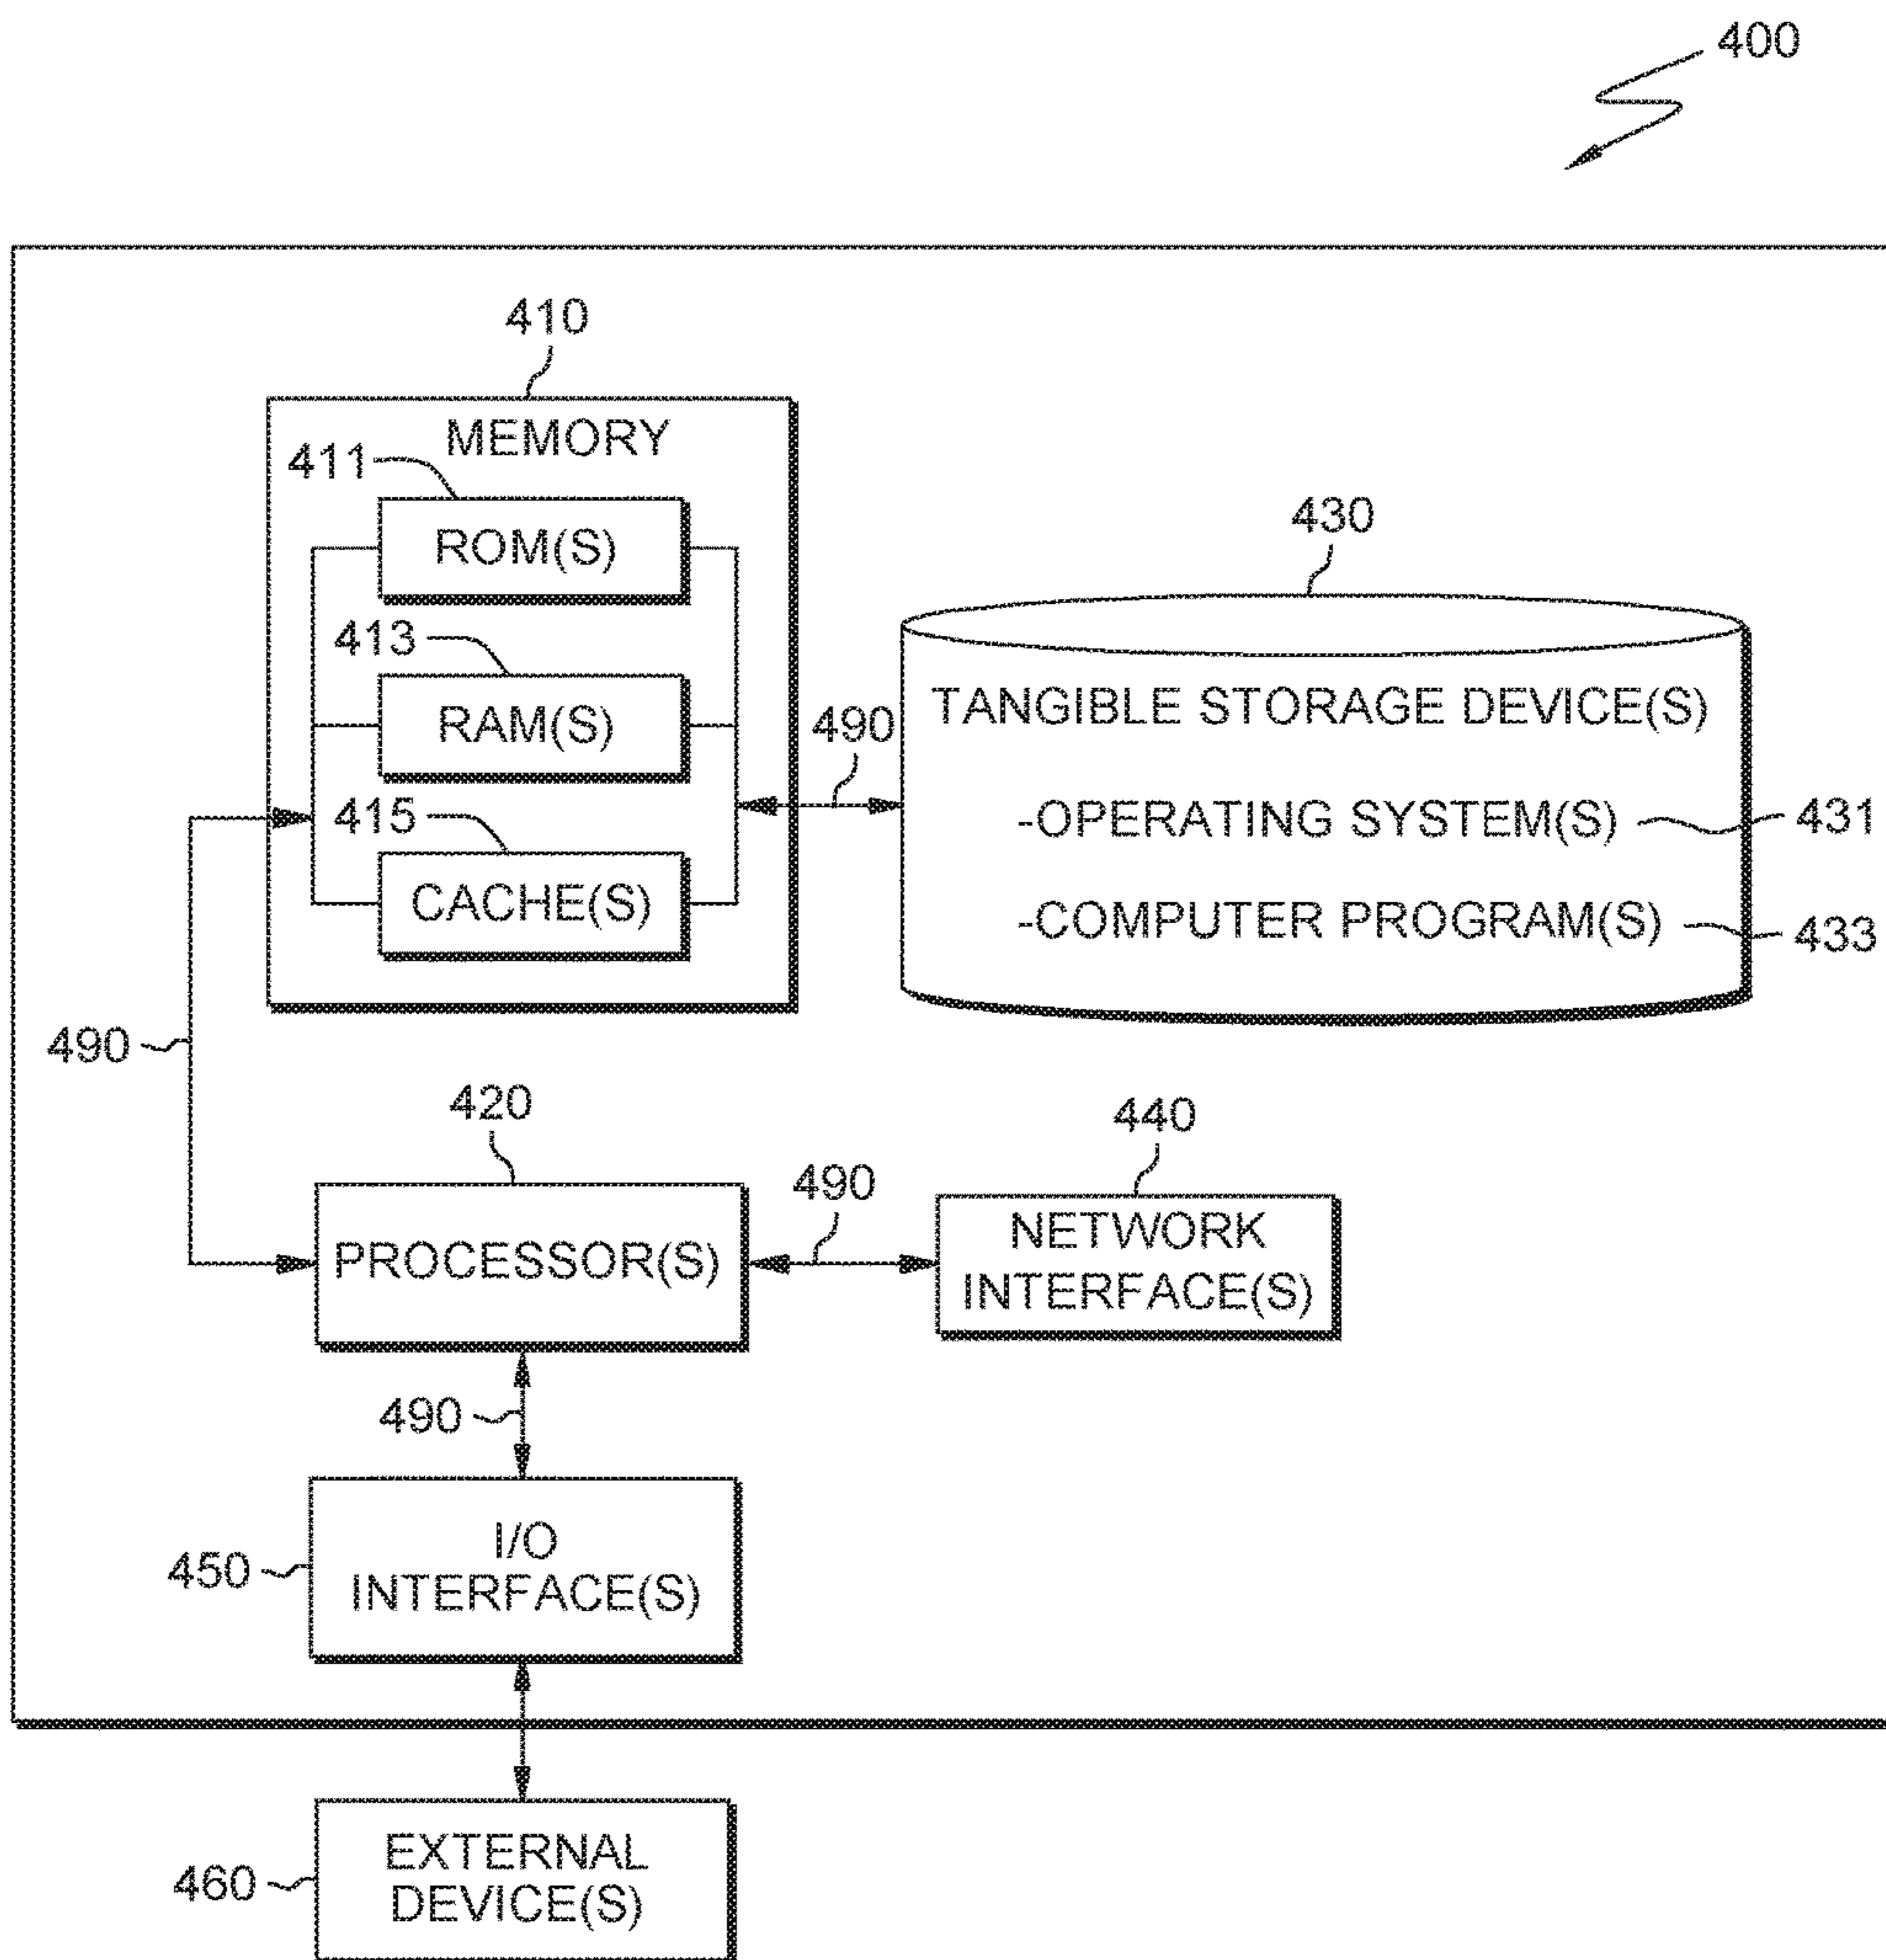 400
410
MEMORY
411
ROM(S)
413
RAM(S)
415
CACHE(S)
490
430
TANGIBLE STORAGE DEVICE(S)
-OPERATING SYSTEM(S)
431
-COMPUTER PROGRAM(S)
433
490
420
PROCESSOR(S)
490
440
NETWORK
INTERFACE(S)
490
450
I/O
INTERFACE(S)
460
EXTERNAL
DEVICE(S)